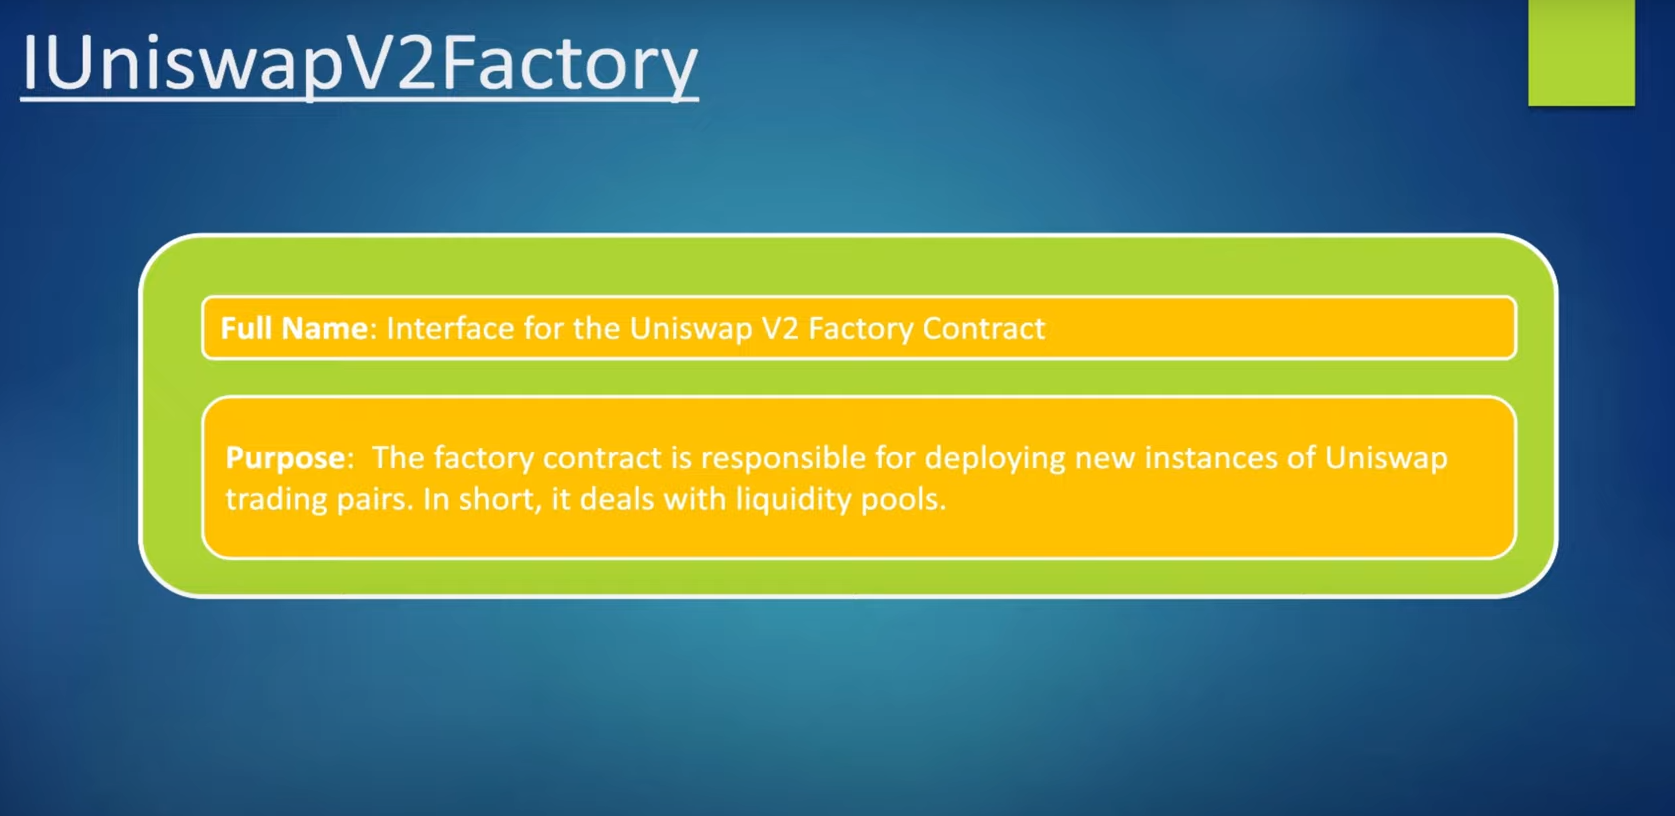 IUniswapV2Factory
Full Name: Interface for the Uniswap V2 Factory Contract
Purpose:  The factory contract is responsible for deploying new instances of Uniswap
trading pairs. In short, it deals with liquidity pools.